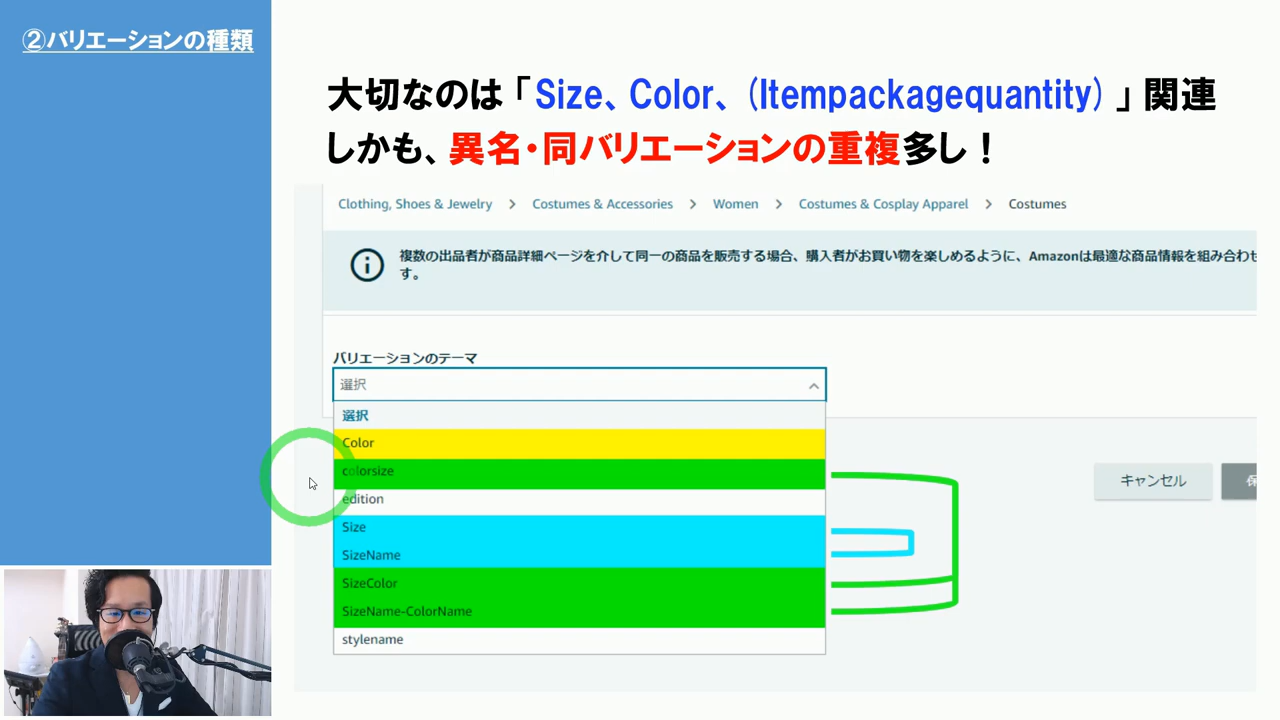 ②バリエーションの種類
大切なのは「Size、Color、(Itempackagequantity)」関連
しかも、異名・同バリエーションの重複多し！
Clothing, Shoes & Jewelry > Costumes & Accessories > Women > Costumes & Cosplay Apparel > Costumes
複数の出品者が商品詳細ページを介して同一の商品を販売する場合、購入者がお買い物を楽しめるように、Amazonは最適な商品情報を組み合わせ
す。
バリエーションのテーマ
選択
選択
Color
colorsize
edition
Size
SizeName
SizeColor
SizeName-ColorName
stylename
キャンセル